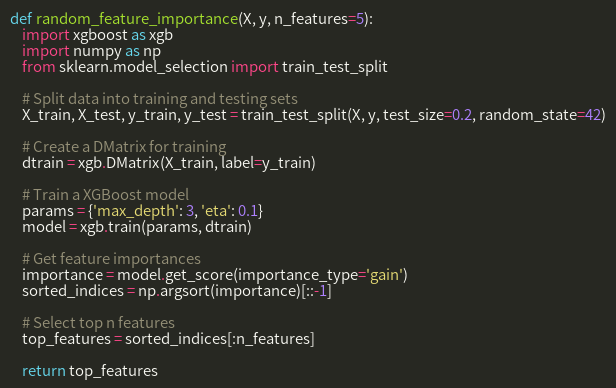 def random_feature_importance(X, y, n_features=5):
    import xgboost as xgb
    import numpy as np
    from sklearn.model_selection import train_test_split

    # Split data into training and testing sets
    X_train, X_test, y_train, y_test = train_test_split(X, y, test_size=0.2, random_state=42)

    # Create a DMatrix for training
    dtrain = xgb.DMatrix(X_train, label=y_train)

    # Train a XGBoost model
    params = {'max_depth': 3, 'eta': 0.1}
    model = xgb.train(params, dtrain)

    # Get feature importances
    importance = model.get_score(importance_type='gain')
    sorted_indices = np.argsort(importance)[::-1]

    # Select top n features
    top_features = sorted_indices[:n_features]

    return top_features